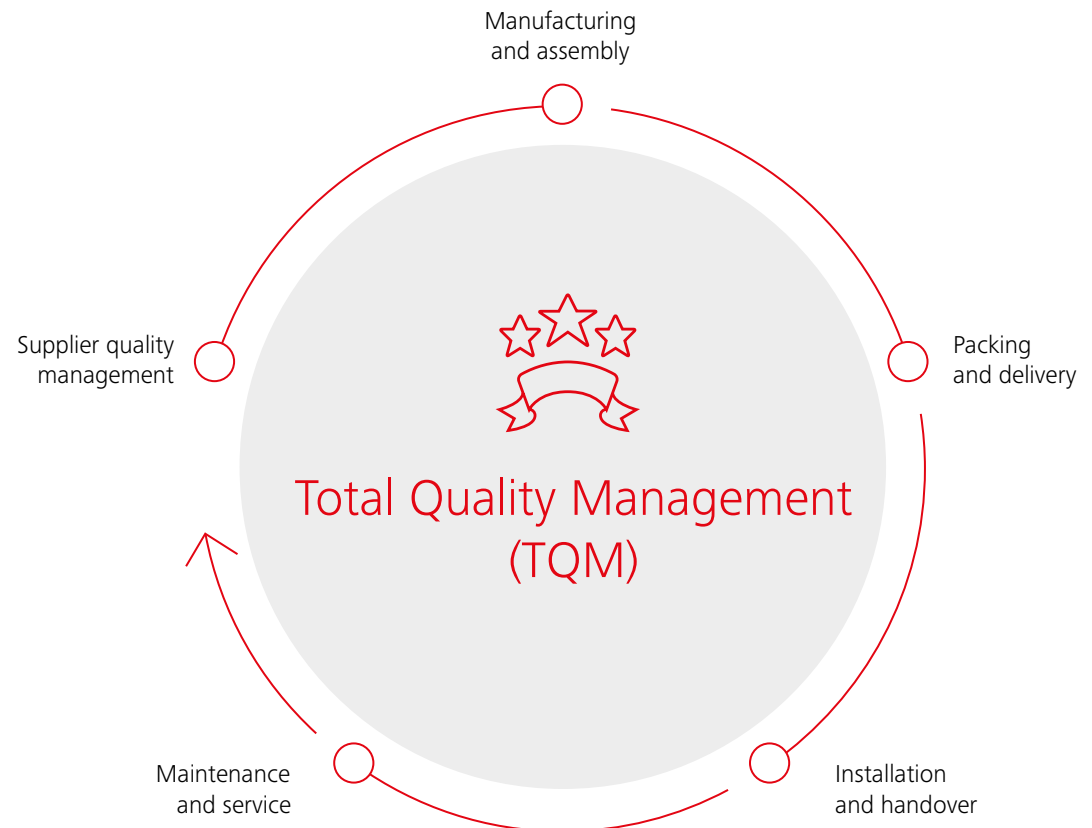 Manufacturing
and assembly
Supplier quality
management
Packing
and delivery
Total Quality Management
(TQM)
Maintenance
and service
Installation
and handover